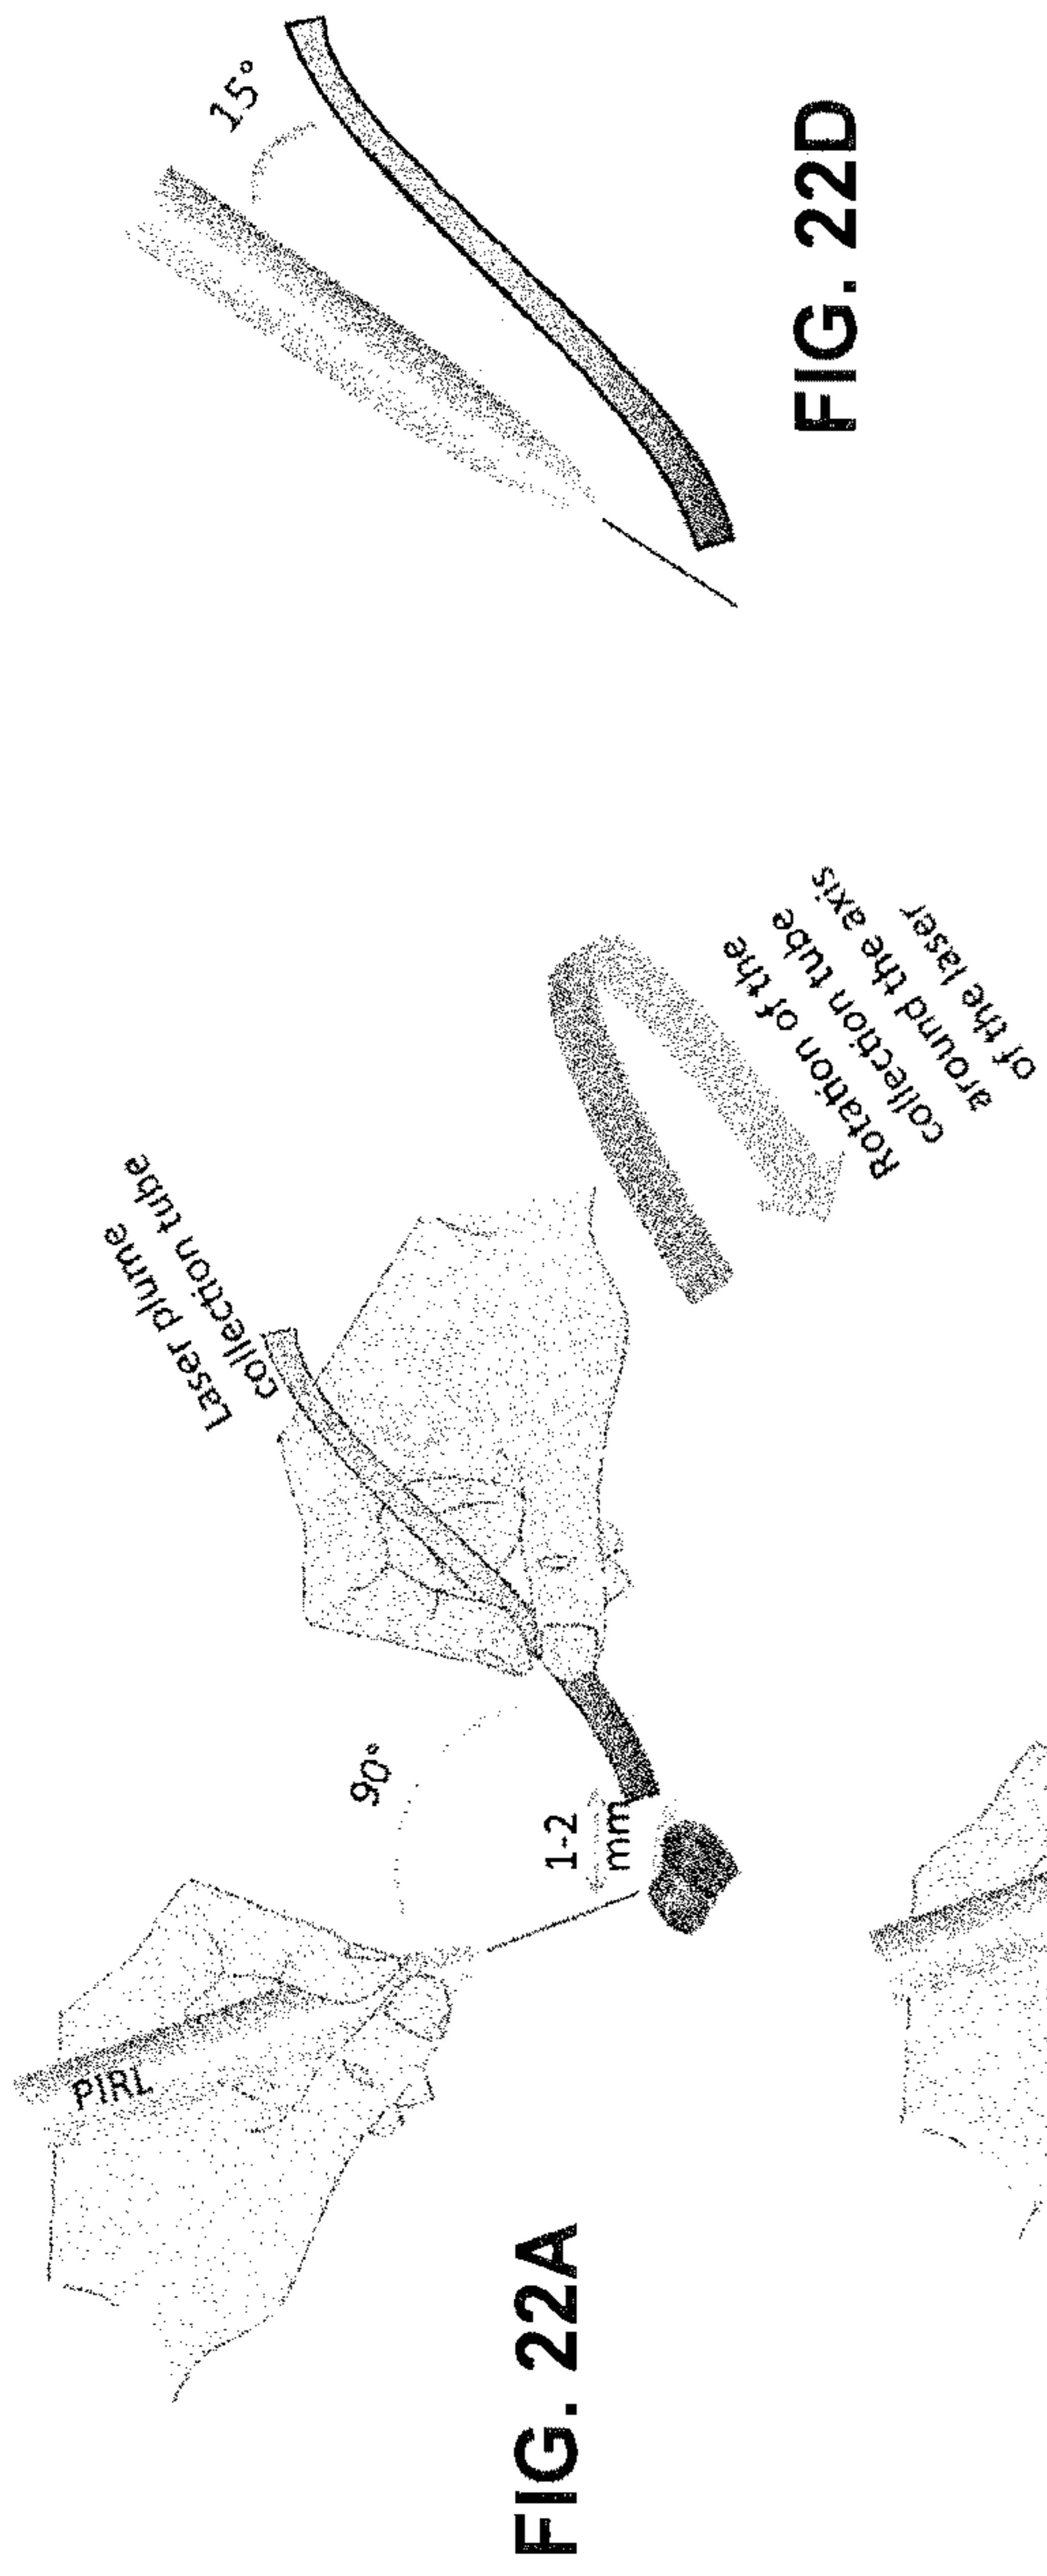 PIRL
90°
1-2
mm
Laser plume
collection tube
Rotation of the
collection tube
around the axis
of the laser
FIG. 22A
15°
FIG. 22D